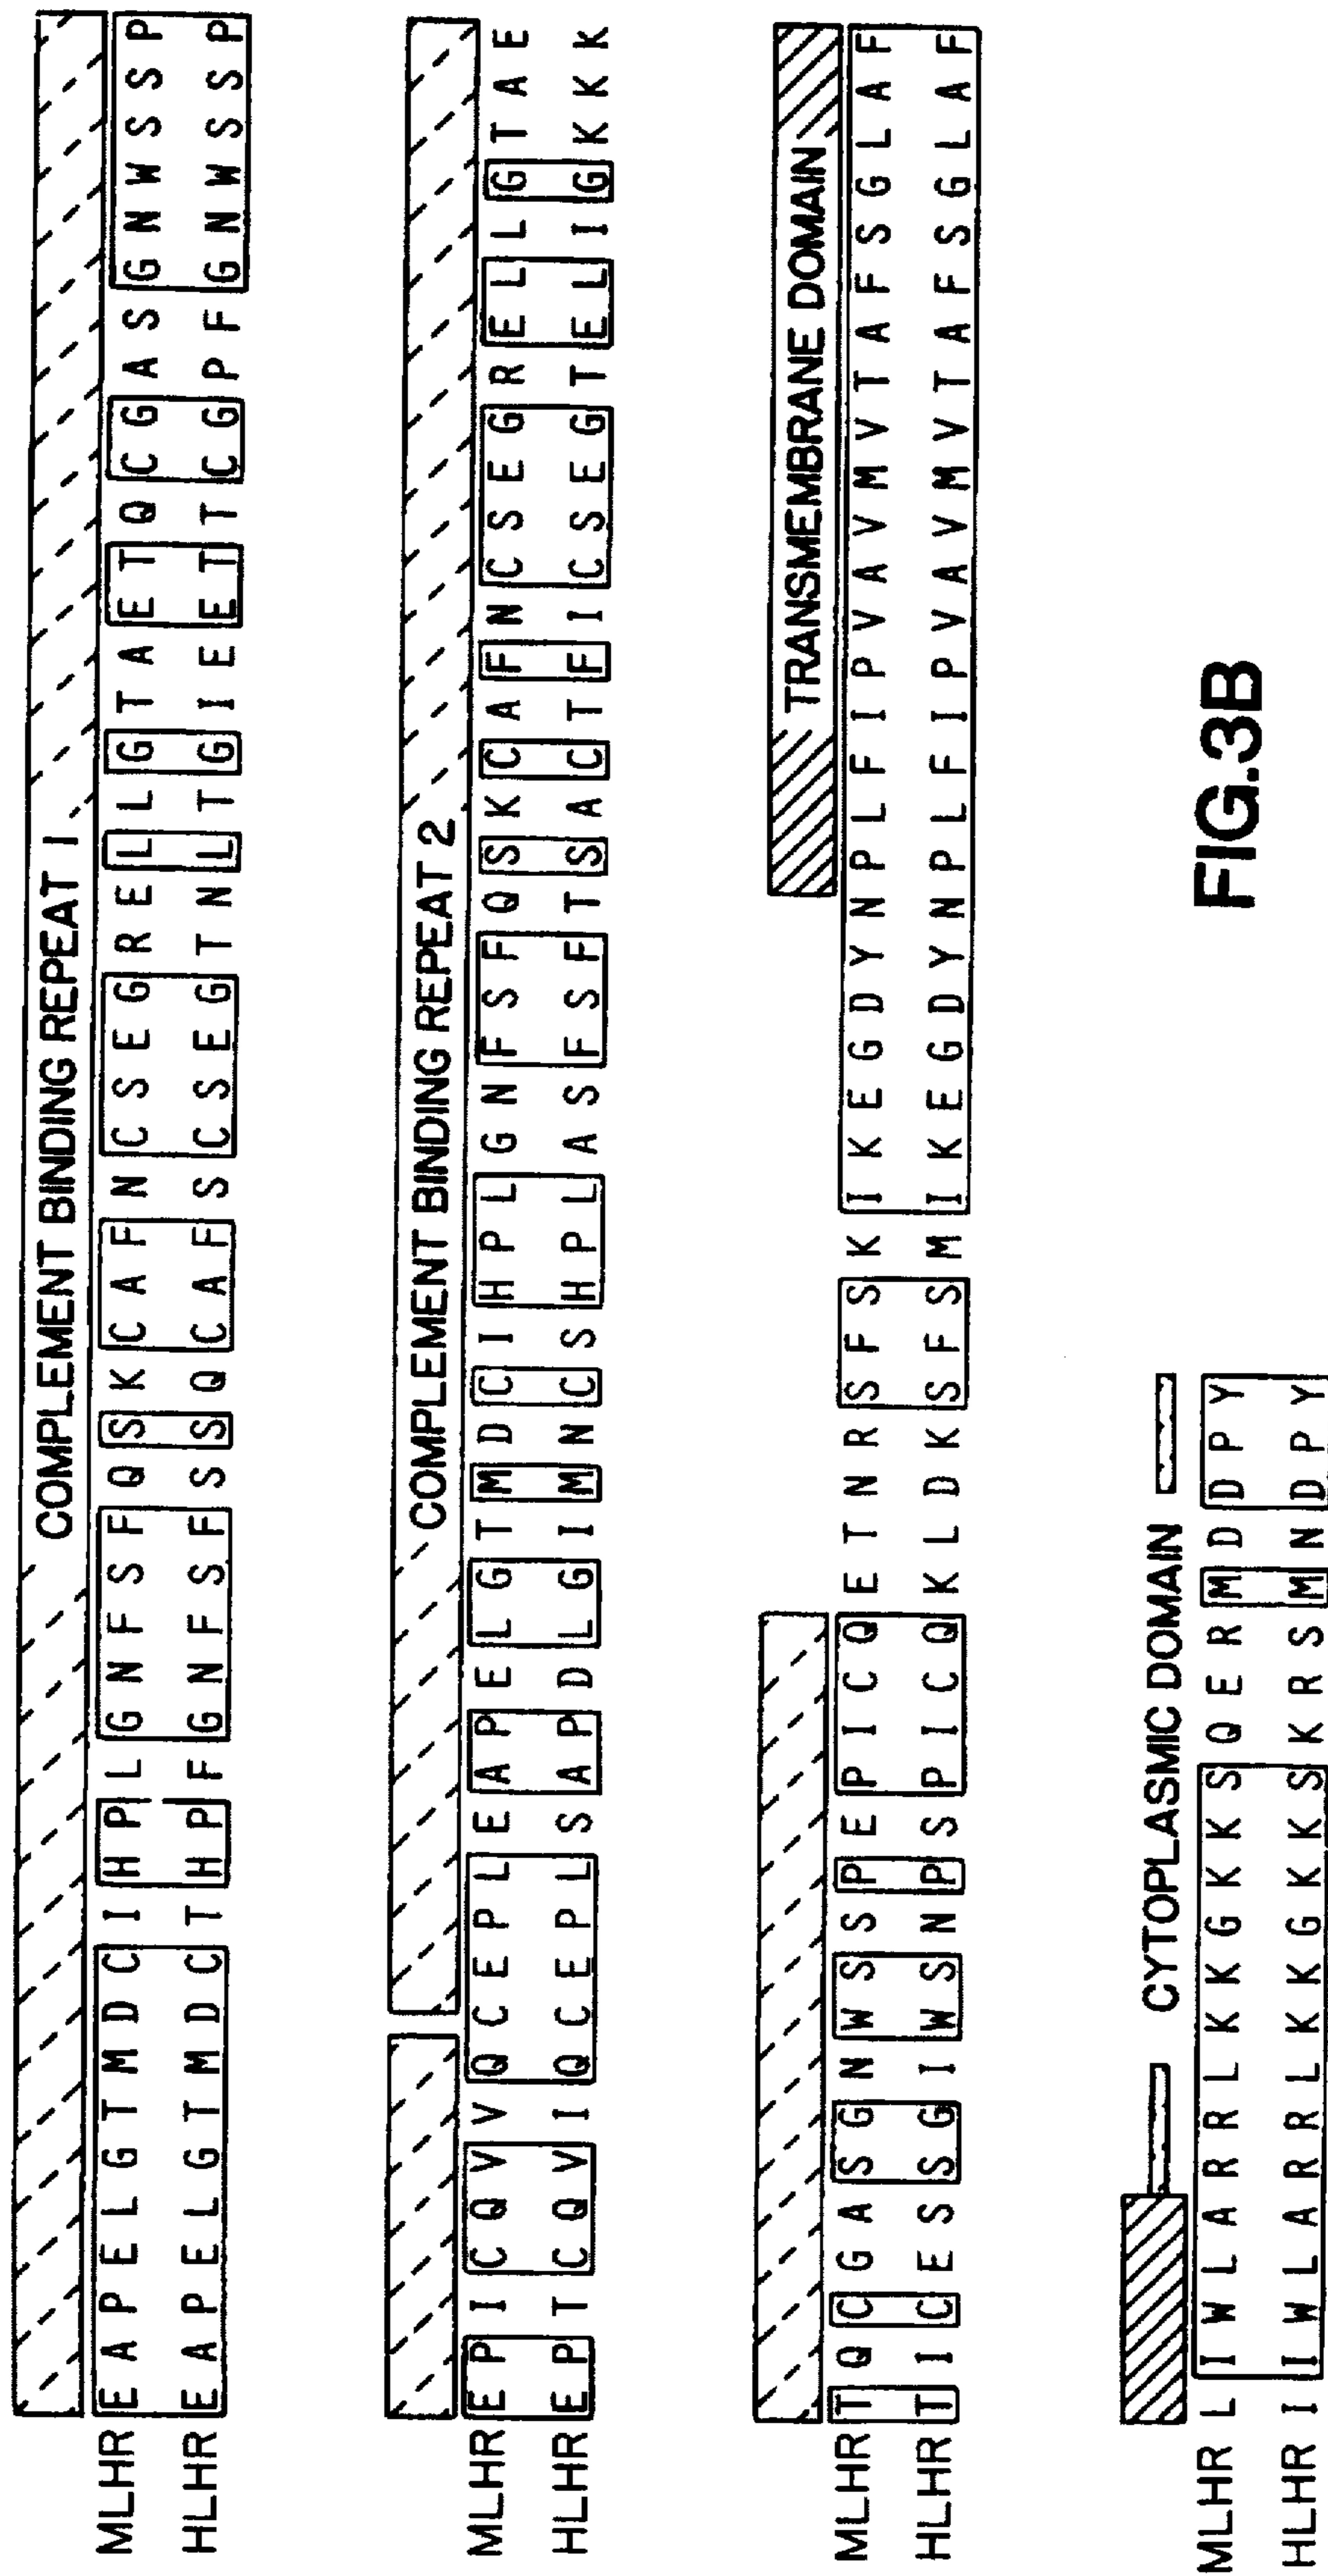 COMPLEMENT BINDING REPEAT 1
MLHR E A P E L G T M D C I H P L G N F S F Q S K C A F N C S E G R E L L G T A E T Q C G A S G N W S S P
HLHR E A P E L G T M D C T H P F G N F S F S S Q C A F S C S E G T N L T G I E E T T C G P F G N W S S P
COMPLEMENT BINDING REPEAT 2
MLHR E P I C Q V V Q C E P L E A P E L G T M D C I H P L G N F S F Q S K C A F N C S E G R E L L G T A E
HLHR E P T C Q V I Q C E P L S A P D L G I M N C S H P L A S F S F T S A C T F I C S E G T E L I G K K K
TRANSMEMBRANE DOMAIN
MLHR T Q C G A S G N W S S P E P I C Q E T N R S F S K I K E G D Y N P L F I P V A V M V T A F S G L A F
HLHR T I C E S S G I W S N P S P I C Q K L D K S F S M I K E G D Y N P L F I P V A V M V T A F S G L A F
CYTOPLASMIC DOMAIN
MLHR L I W L A R R L K K G K K S Q E R M D D P Y
HLHR I I W L A R R L K K G K K S K R S M N D P Y
FIG.3B